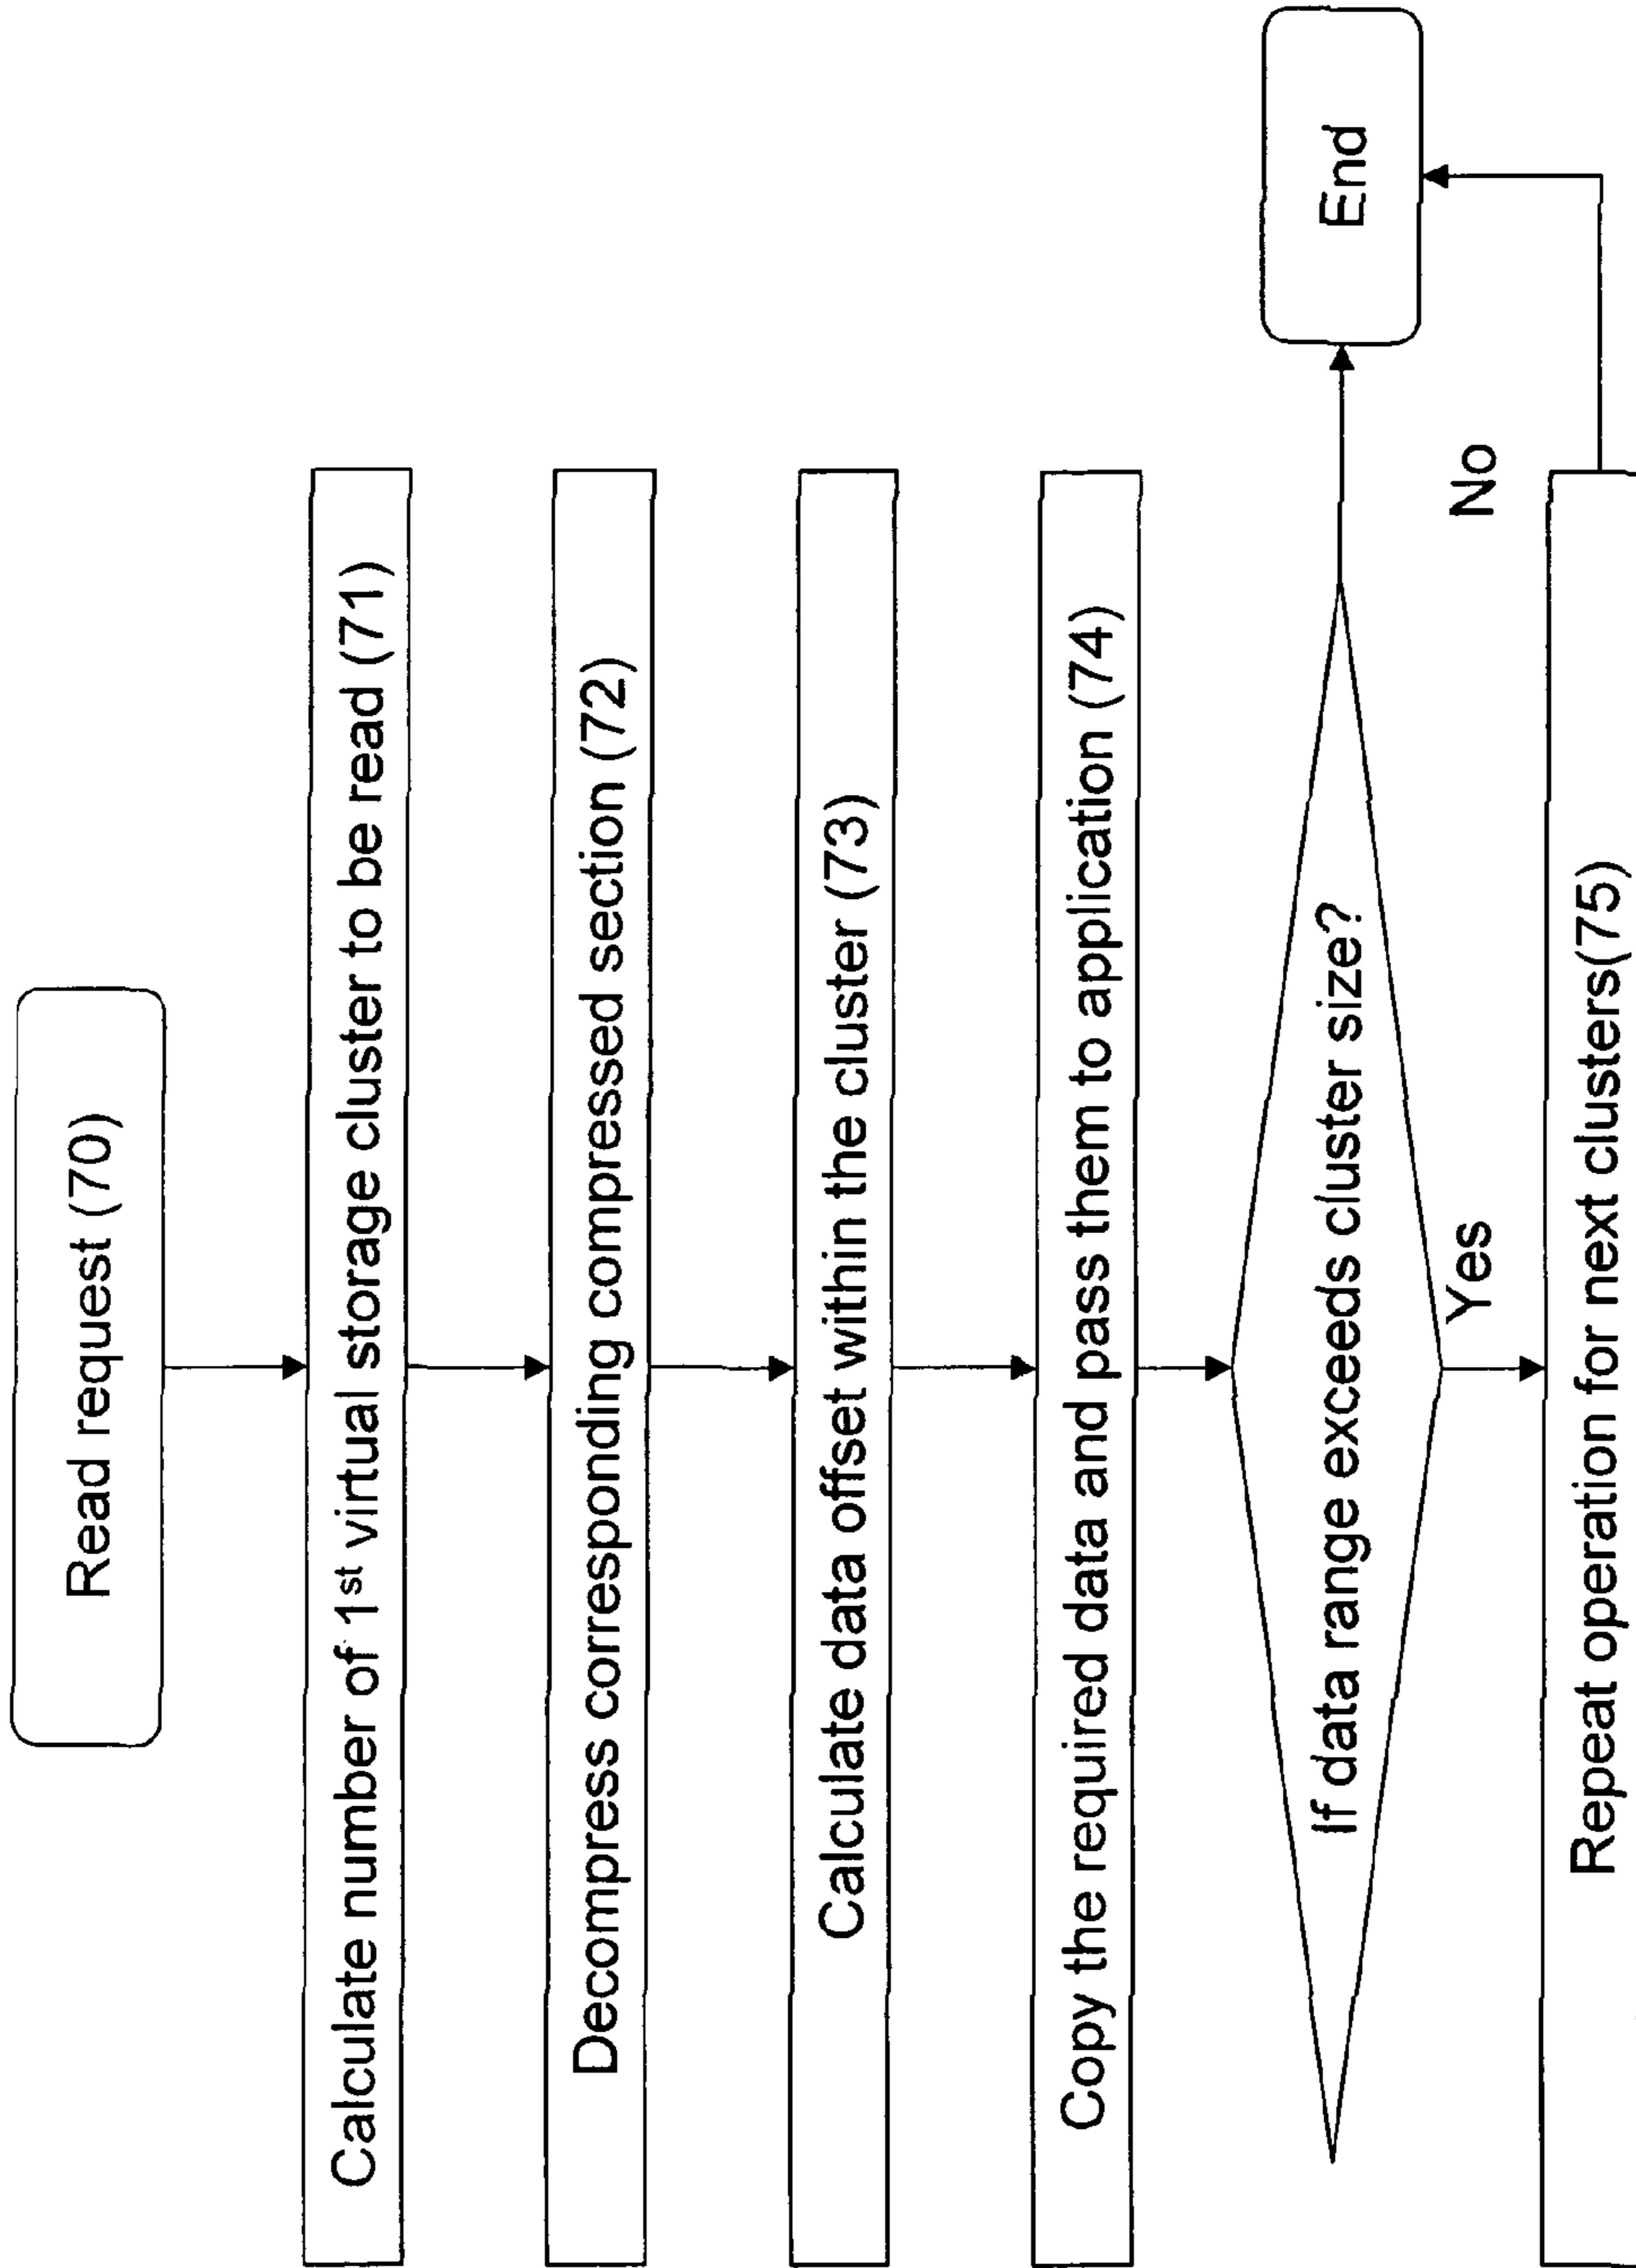 Read request (70)
Calculate number of 1st virtual storage cluster to be read (71)
Decompress corresponding compressed section (72)
Calculate data offset within the cluster (73)
Copy the required data and pass them to application (74)
If data range exceeds cluster size?
No
End
Yes
Repeat operation for next clusters(75)